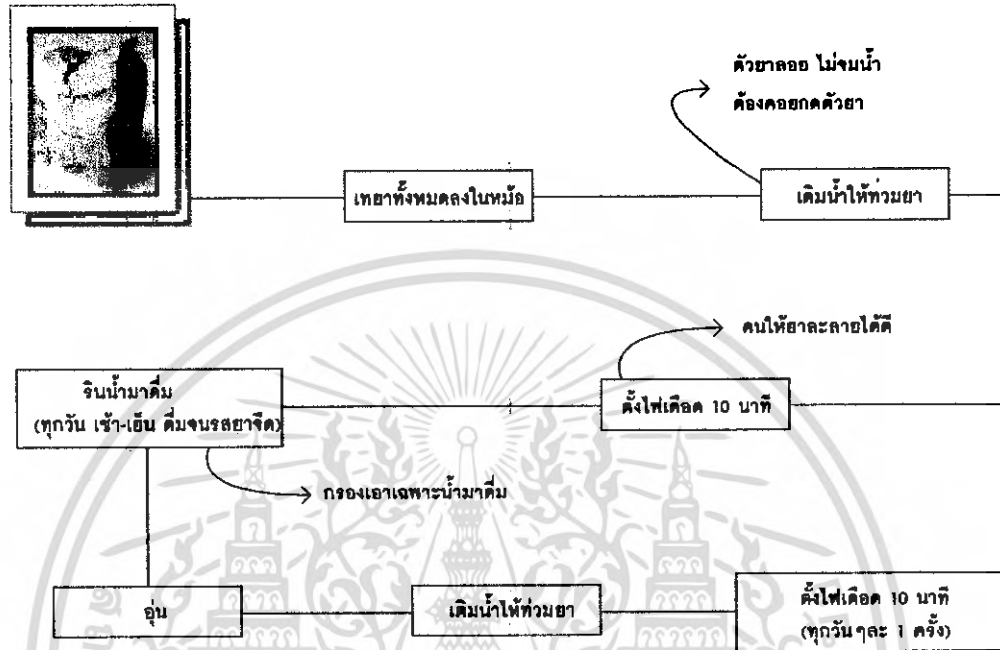 ตัวยาลอย ไม่จมน้ำ
ต้องคอยกดตัวยา
เทยาทั้งหมดลงในหม้อ
เติมน้ำให้ท่วมยา
คนให้ยาละลายได้ดี
รินน้ำมาดื่ม
(ทุกวัน เช้า-เย็น ดื่มจนรสยาจืด)
ตั้งไฟเดือด 10 นาที
กรองเอาเฉพาะน้ำมาดื่ม
อุ่น
เติมน้ำให้ท่วมยา
ตั้งไฟเดือด 10 นาที
(ทุกวันๆละ 1 ครั้ง)